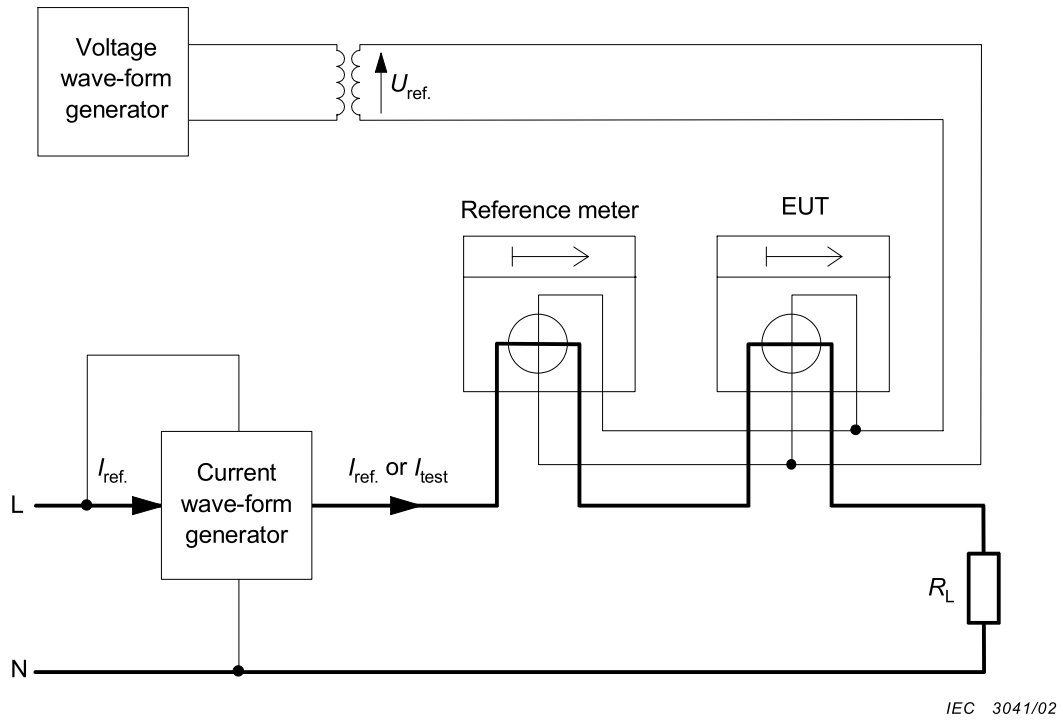 Voltage
wave-form
generator
Uref.
Reference meter
EUT
Iref.
Current
wave-form
generator
Iref. or Itest
L
RL
N
IEC 3041/02